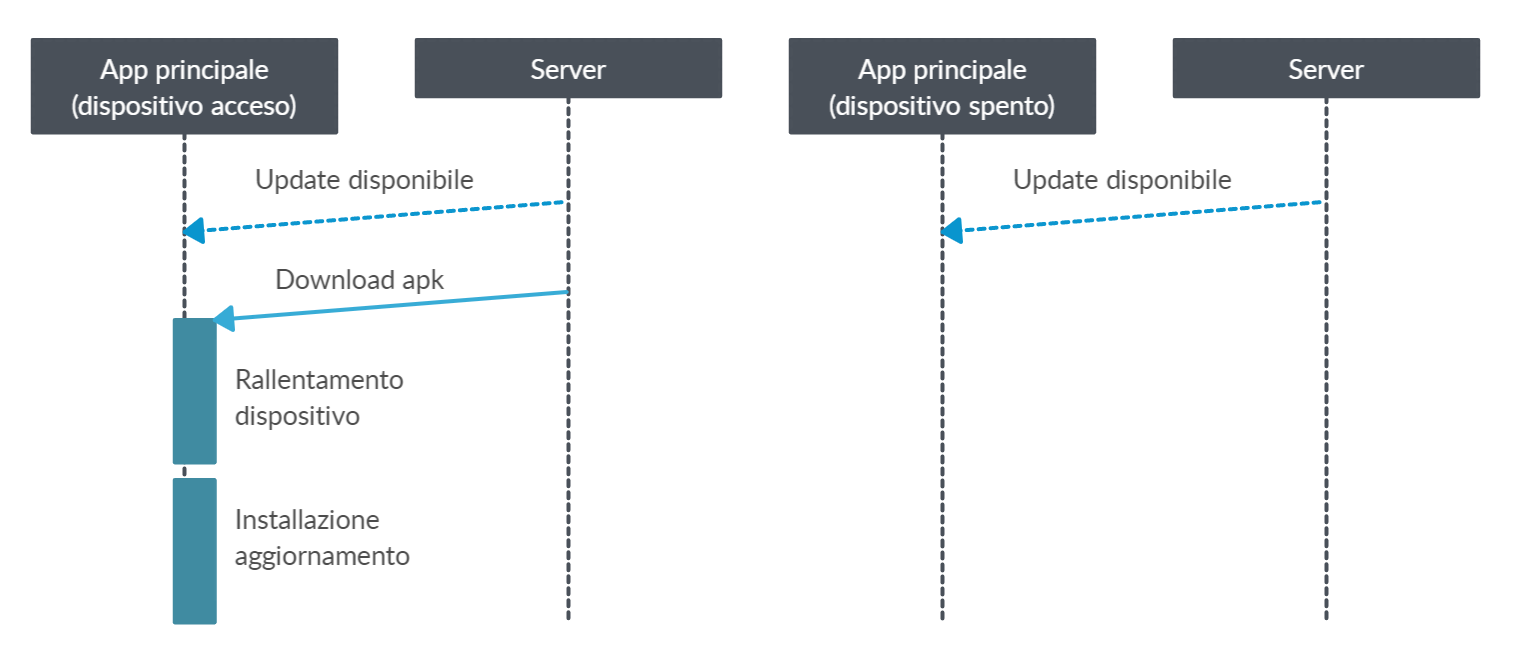 App principale
(dispositivo acceso)
Server
Update disponibile
Download apk
Rallentamento
dispositivo
Installazione
aggiornamento
App principale
(dispositivo spento)
Server
Update disponibile